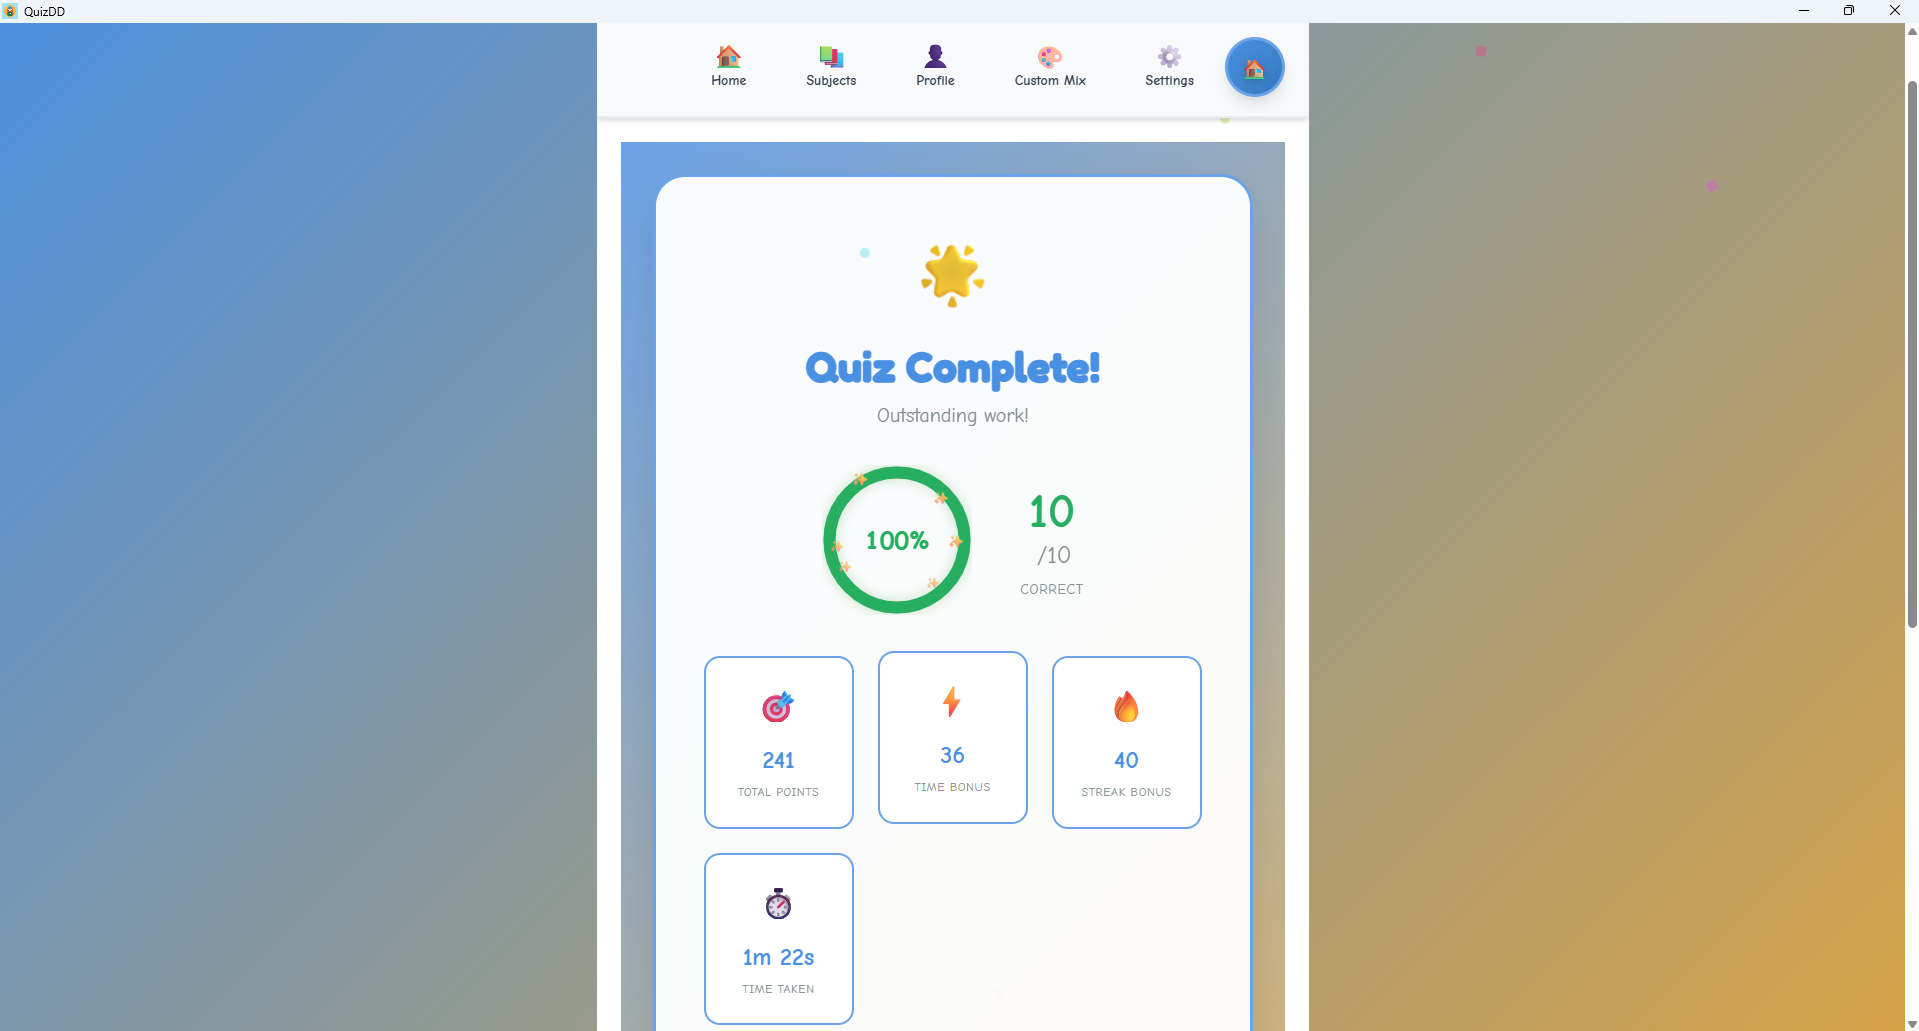 QuizDD
Home
Subjects
Profile
Custom Mix
Settings
Quiz Complete!
Outstanding work!
100%
10
/10
CORRECT
241
TOTAL POINTS
36
TIME BONUS
40
STREAK BONUS
1m 22s
TIME TAKEN